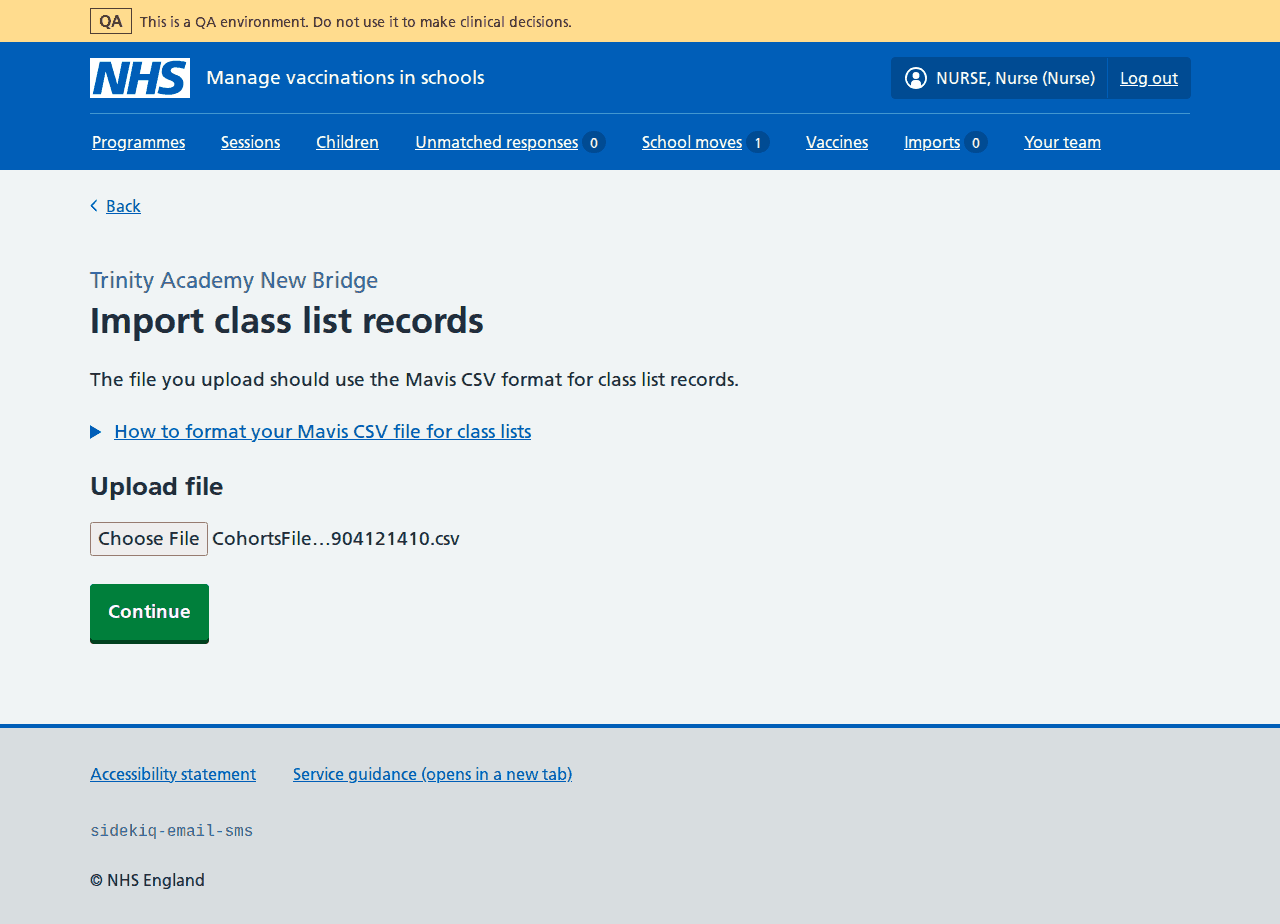 QA This is a QA environment. Do not use it to make clinical decisions.
NHS Manage vaccinations in schools NURSE, Nurse (Nurse) Log out
Programmes Sessions Children Unmatched responses 0 School moves 1 Vaccines Imports 0 Your team
Back
Trinity Academy New Bridge
Import class list records
The file you upload should use the Mavis CSV format for class list records.
How to format your Mavis CSV file for class lists
Upload file
Choose File CohortsFile…904121410.csv
Continue
Accessibility statement Service guidance (opens in a new tab)
sidekiq-email-sms
© NHS England